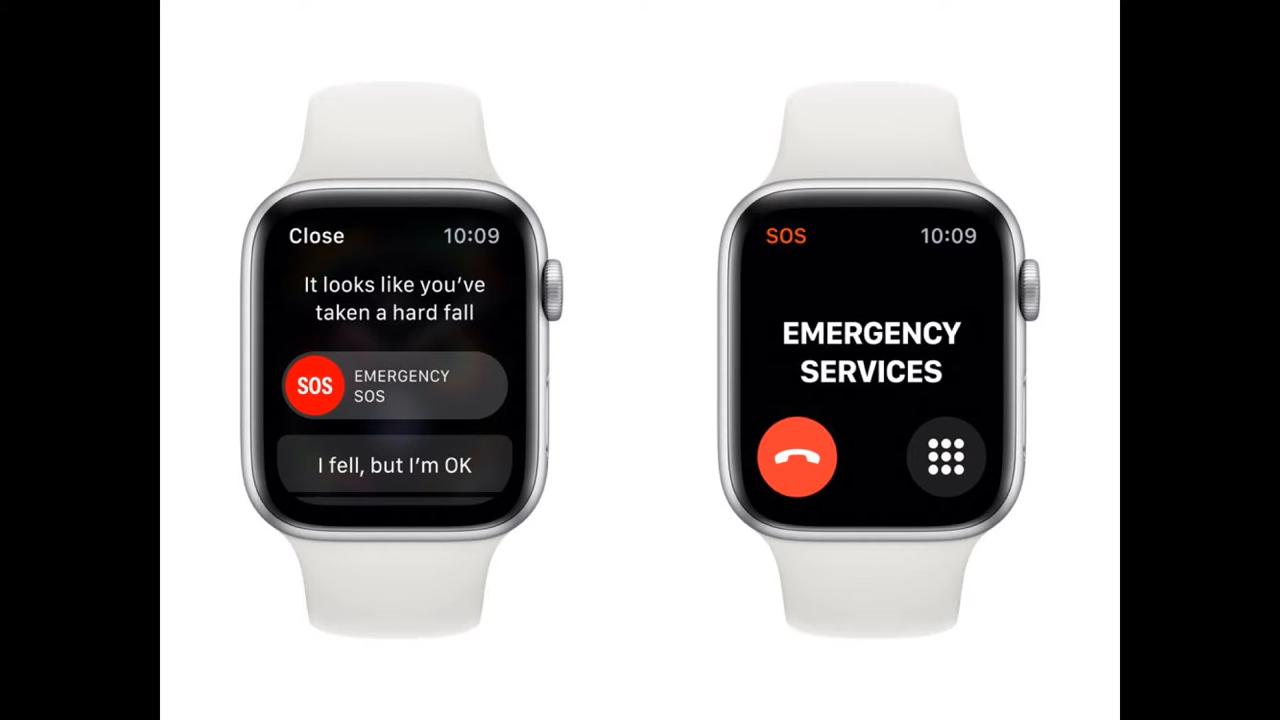 Close 10:09
It looks like you've
taken a hard fall
SOS EMERGENCY
SOS
I fell, but I'm OK
SOS 10:09
EMERGENCY
SERVICES